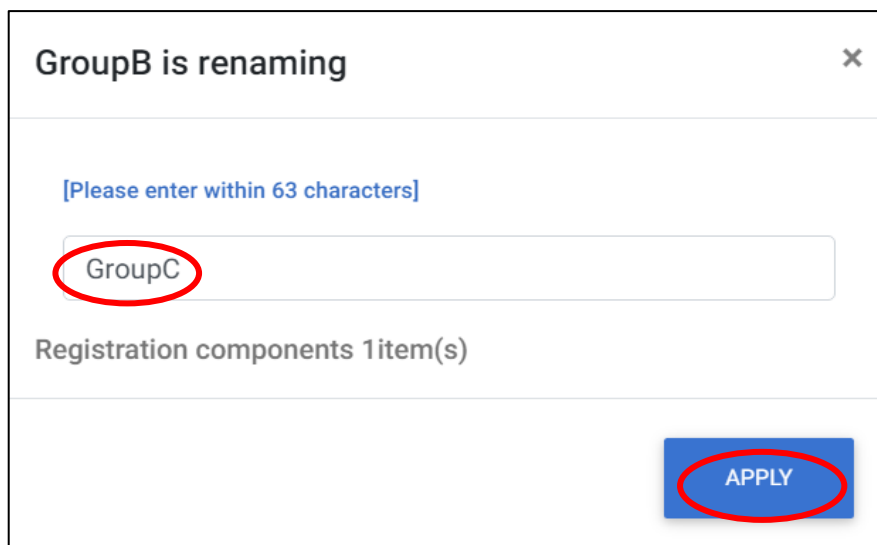 GroupB is renaming
×
[Please enter within 63 characters]
GroupC
Registration components 1item(s)
APPLY